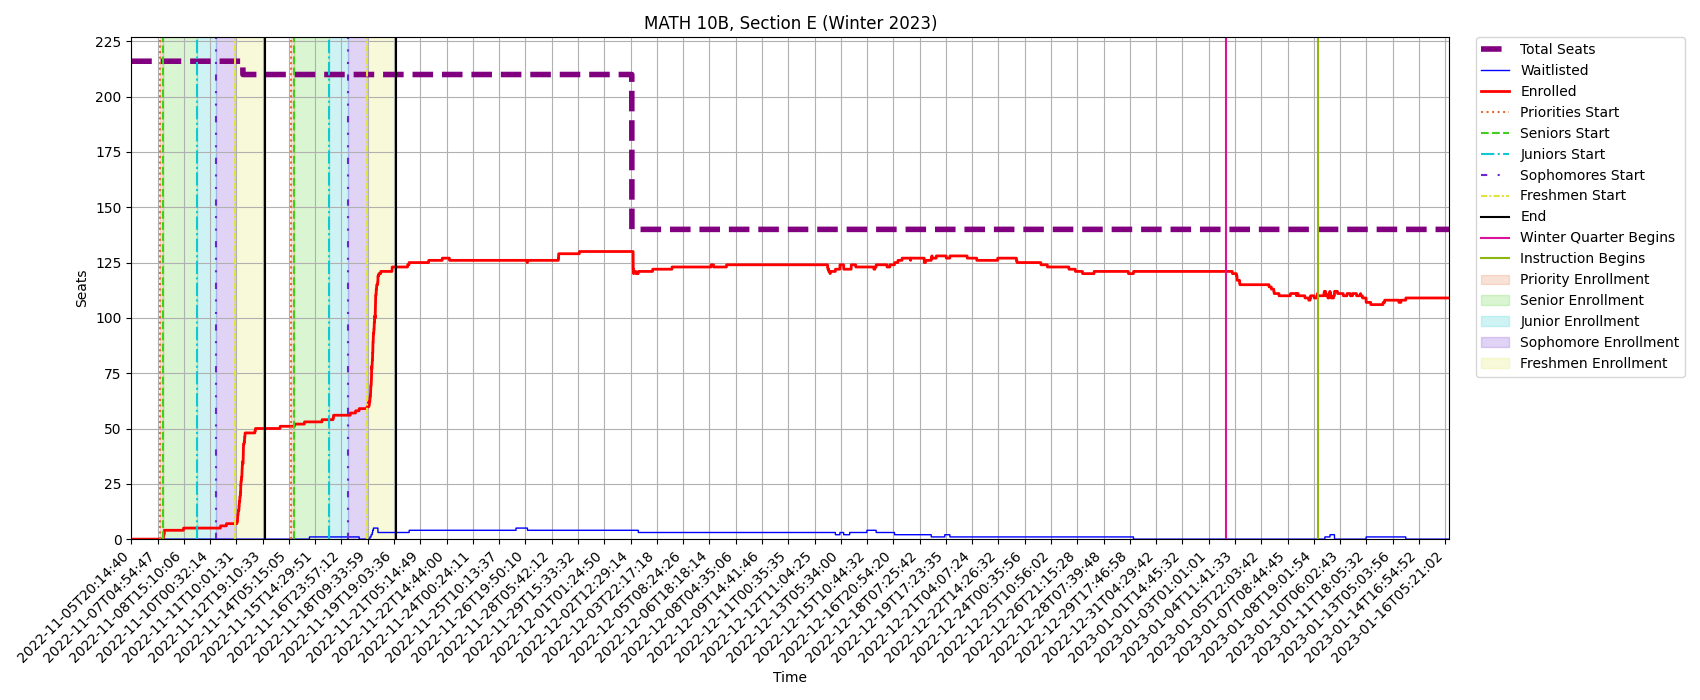 MATH 10B, Section E (Winter 2023)
225
200
175
150
125
100
75
50
25
0
Seats
2022-11-05T20:14:40
2022-11-07T04:54:47
2022-11-08T15:10:06
2022-11-10T00:32:14
2022-11-11T10:01:31
2022-11-12T19:10:33
2022-11-14T05:15:05
2022-11-15T14:29:51
2022-11-16T23:57:12
2022-11-18T09:33:59
2022-11-19T19:03:36
2022-11-21T05:14:49
2022-11-22T14:44:00
2022-11-24T00:24:11
2022-11-25T10:13:37
2022-11-26T19:50:10
2022-11-28T05:42:12
2022-11-29T15:33:32
2022-12-01T01:24:50
2022-12-02T12:29:14
2022-12-03T22:17:18
2022-12-05T08:24:26
2022-12-06T18:18:14
2022-12-08T04:35:06
2022-12-09T14:41:46
2022-12-11T00:35:35
2022-12-12T11:04:25
2022-12-13T05:34:00
2022-12-15T10:44:32
2022-12-16T20:54:20
2022-12-18T07:25:42
2022-12-19T17:23:35
2022-12-21T04:07:24
2022-12-22T14:26:32
2022-12-24T00:35:56
2022-12-25T10:56:02
2022-12-26T21:15:28
2022-12-28T07:39:48
2022-12-29T17:46:58
2022-12-31T04:29:42
2023-01-01T14:45:32
2023-01-03T01:01:01
2023-01-04T11:41:33
2023-01-05T22:03:42
2023-01-07T08:44:45
2023-01-08T19:01:54
2023-01-10T06:02:43
2023-01-11T18:05:32
2023-01-13T05:03:56
2023-01-14T16:54:52
2023-01-16T05:21:02
Time
Total Seats
Waitlisted
Enrolled
Priorities Start
Seniors Start
Juniors Start
Sophomores Start
Freshmen Start
End
Winter Quarter Begins
Instruction Begins
Priority Enrollment
Senior Enrollment
Junior Enrollment
Sophomore Enrollment
Freshmen Enrollment